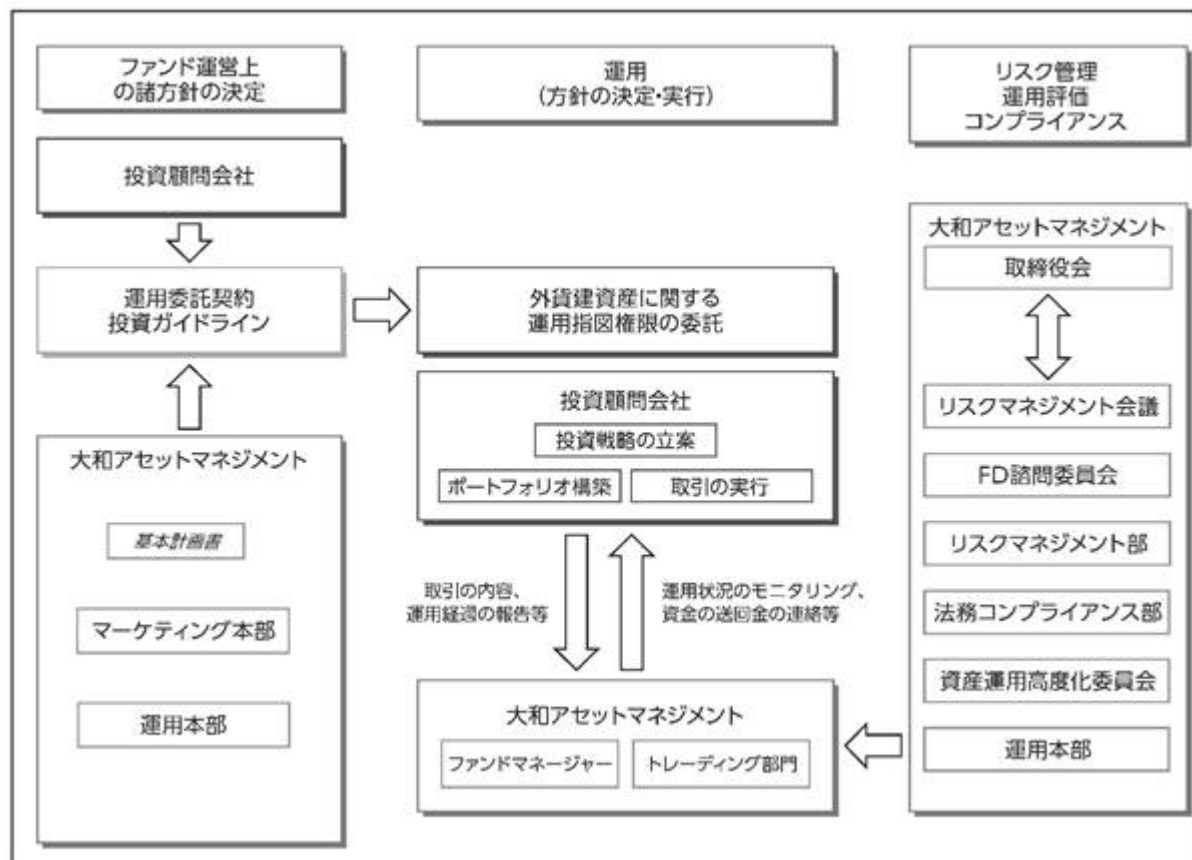 ファンド運営上
の諸方針の決定
運用
(方針の決定・実行)
リスク管理
運用評価
コンプライアンス
投資顧問会社
運用委託契約
投資ガイドライン
外貨建資産に関する
運用指図権限の委託
大和アセットマネジメント
基本計画書
マーケティング本部
運用本部
投資顧問会社
投資戦略の立案
ポートフォリオ構築
取引の実行
取引の内容、
運用経過の報告等
運用状況のモニタリング、
資金の送回金の連絡等
大和アセットマネジメント
ファンドマネージャー
トレーディング部門
大和アセットマネジメント
取締役会
リスクマネジメント会議
FD諮問委員会
リスクマネジメント部
法務コンプライアンス部
資産運用高度化委員会
運用本部